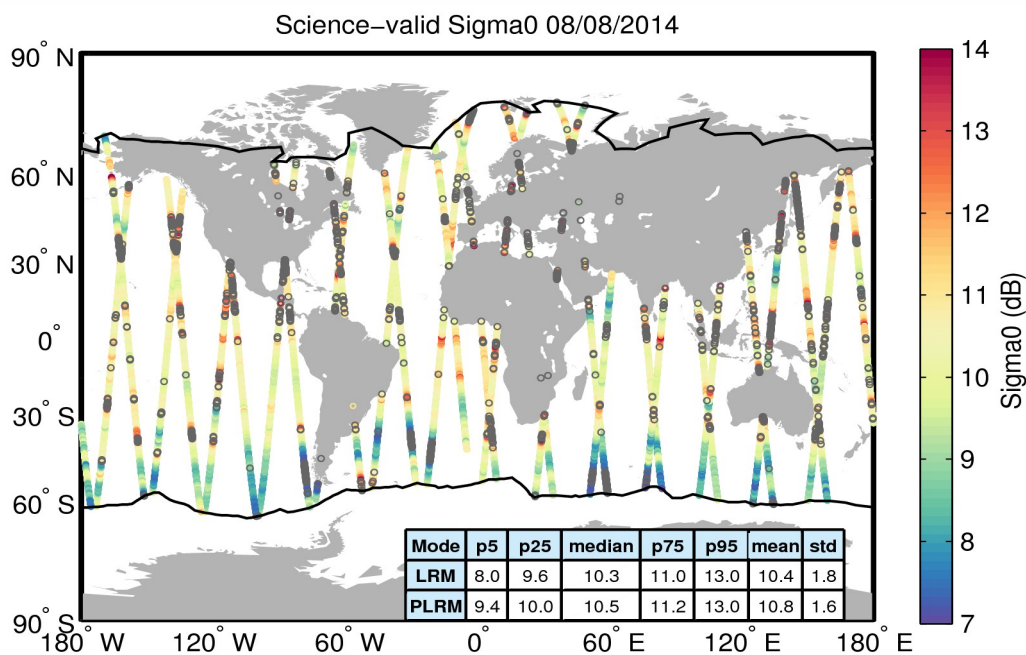 Science−valid Sigma0 08/08/2014
90° N
60° N
30° N
0°
30° S
60° S
90° S
180° W
120° W
60° W
0°
60° E
120° E
180° E
14
13
12
11
10
9
8
7
Sigma0 (dB)
Mode p5 p25 median p75 p95 mean std
LRM 8.0 9.6 10.3 11.0 13.0 10.4 1.8
PLRM 9.4 10.0 10.5 11.2 13.0 10.8 1.6